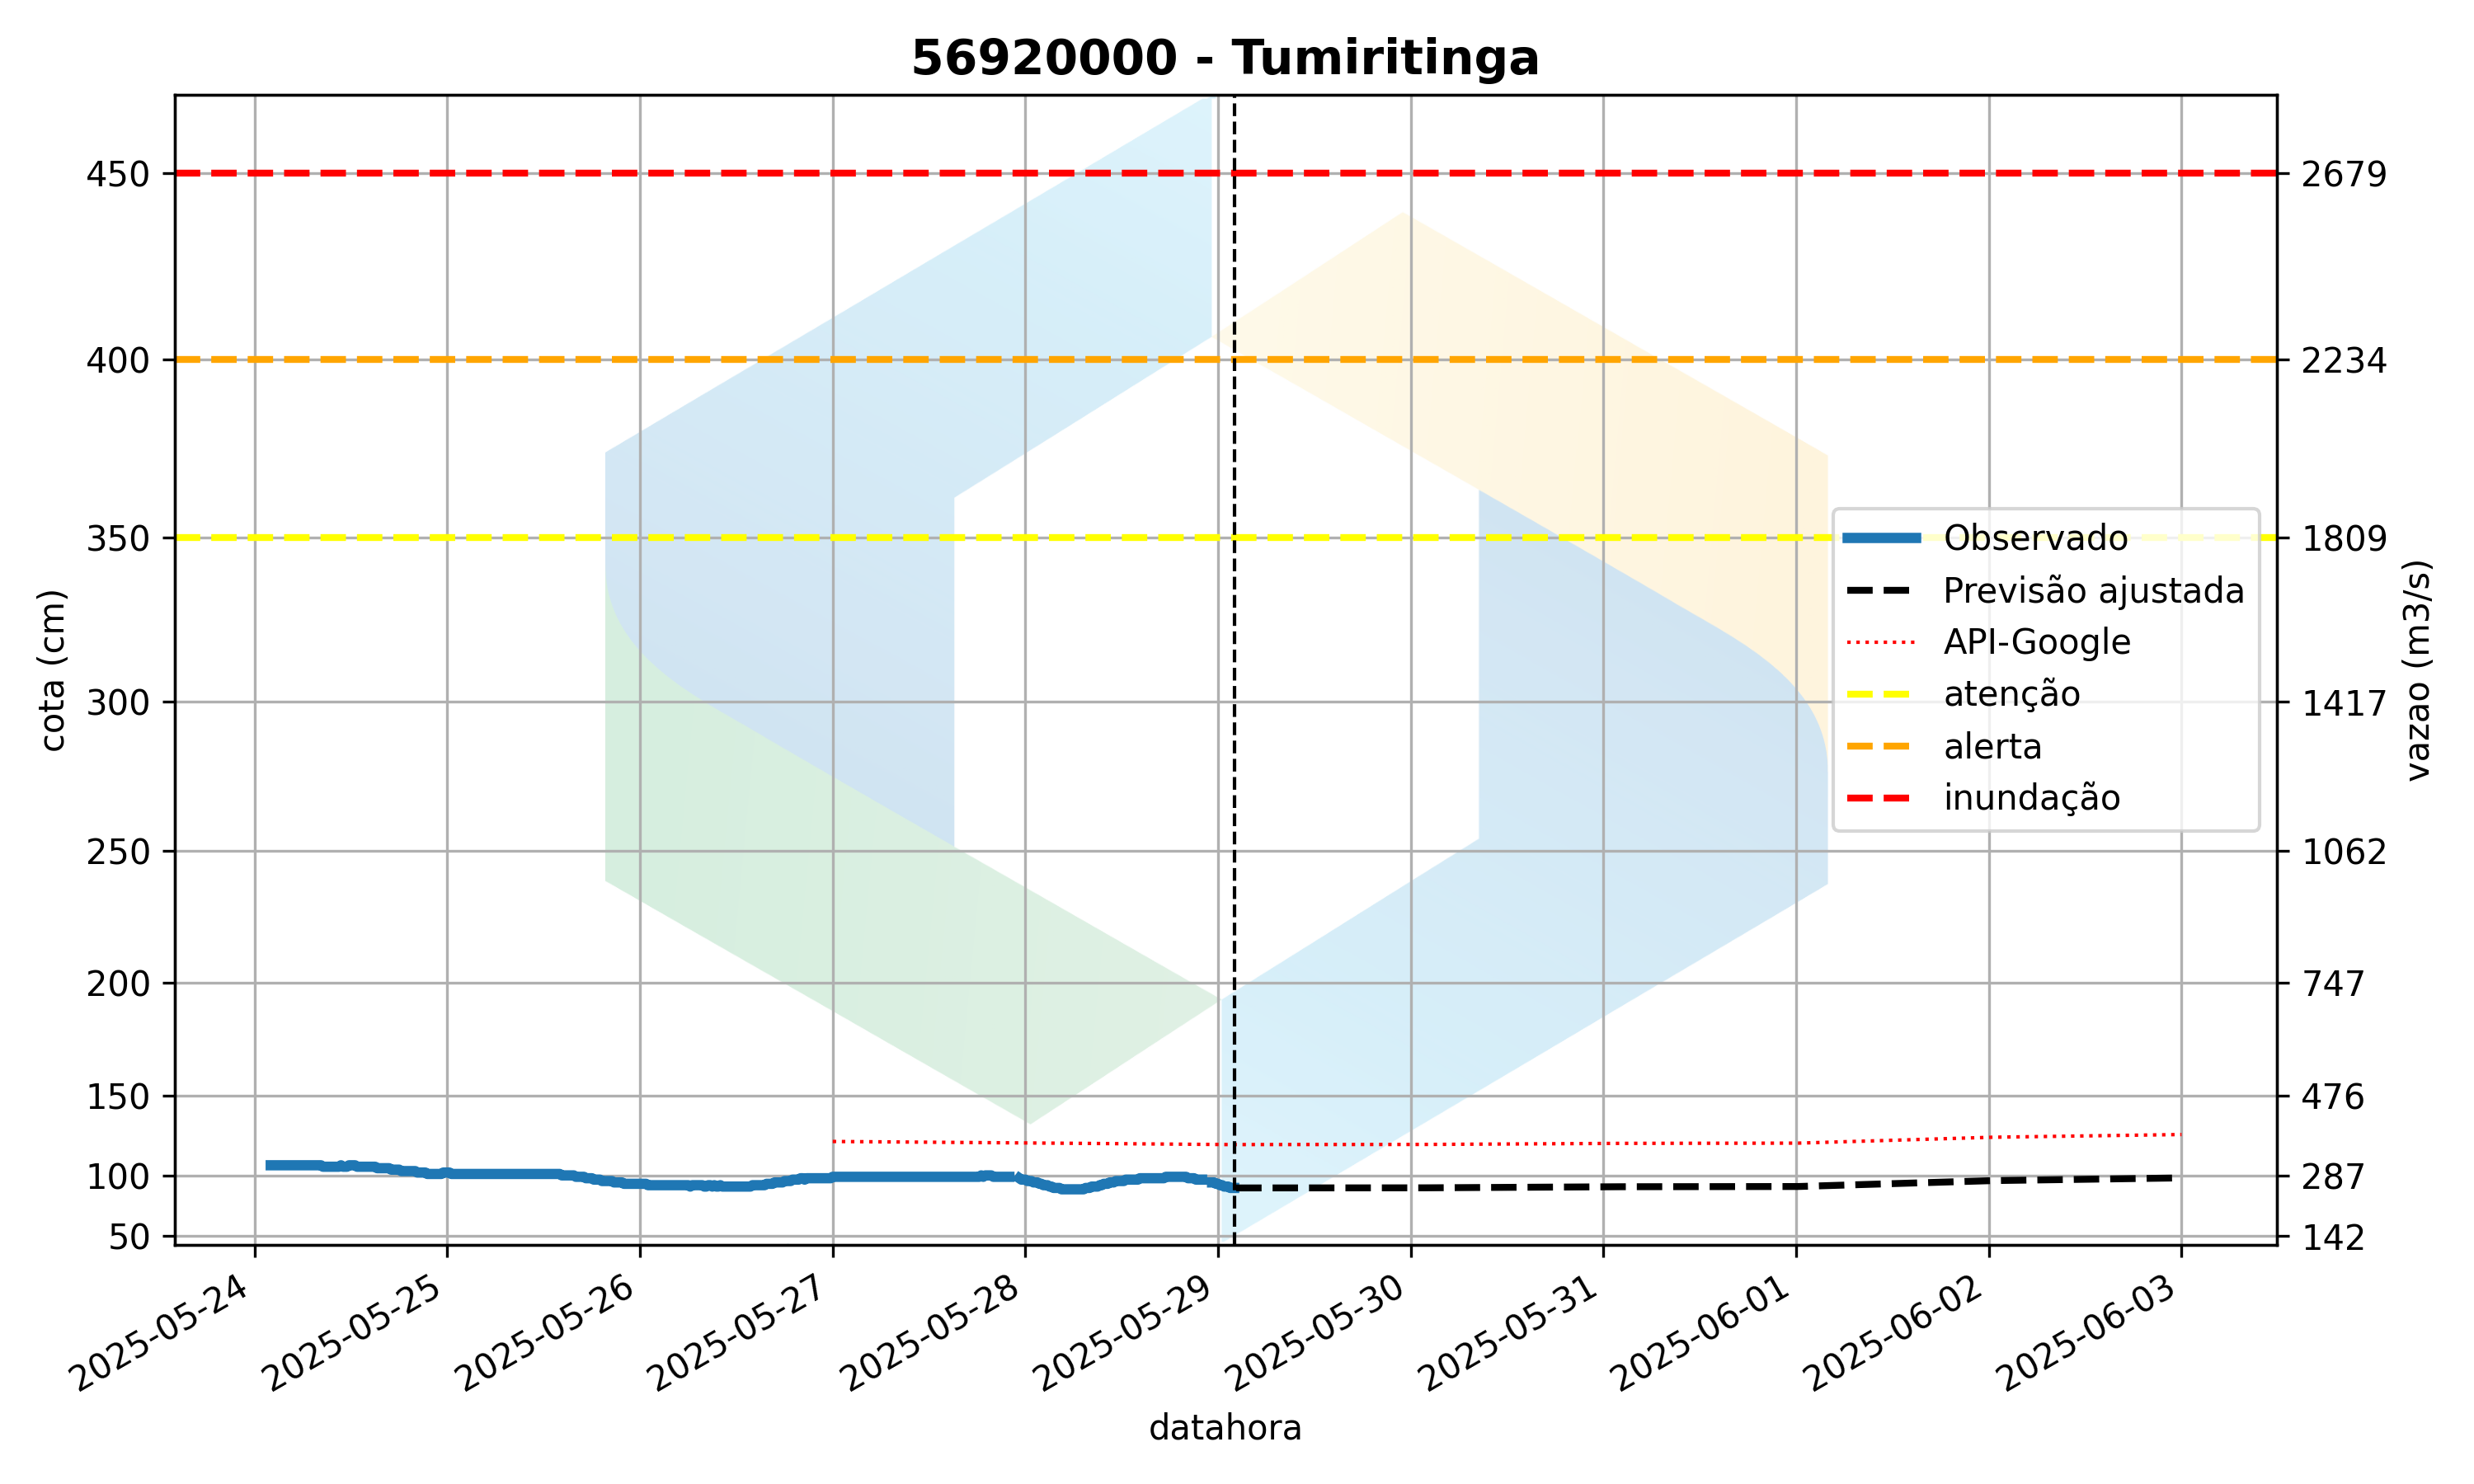 56920000 - Tumiritinga
cota (cm)
450
400
350
300
250
200
150
100
50
2679
2234
1809
1417
1062
747
476
287
142
vazao (m3/s)
Observado
Previsão ajustada
API-Google
atenção
alerta
inundação
2025-05-24
2025-05-25
2025-05-26
2025-05-27
2025-05-28
2025-05-29
2025-05-30
2025-05-31
2025-06-01
2025-06-02
2025-06-03
datahora